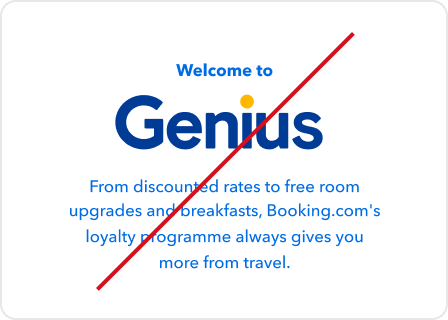 Welcome to
Genius
From discounted rates to free room
upgrades and breakfasts, Booking.com's
loyalty programme always gives you
more from travel.